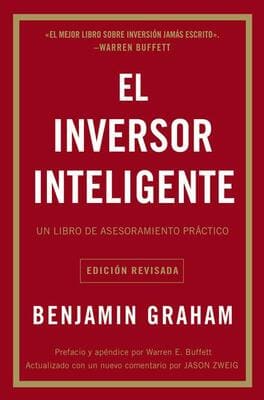 «EL MEJOR LIBRO SOBRE INVERSIÓN JAMÁS ESCRITO».
–WARREN BUFFETT
EL
INVERSOR
INTELIGENTE
UN LIBRO DE ASESORAMIENTO PRÁCTICO
EDICIÓN REVISADA
BENJAMIN GRAHAM
Prefacio y apéndice por Warren E. Buffett
Actualizado con un nuevo comentario por JASON ZWEIG